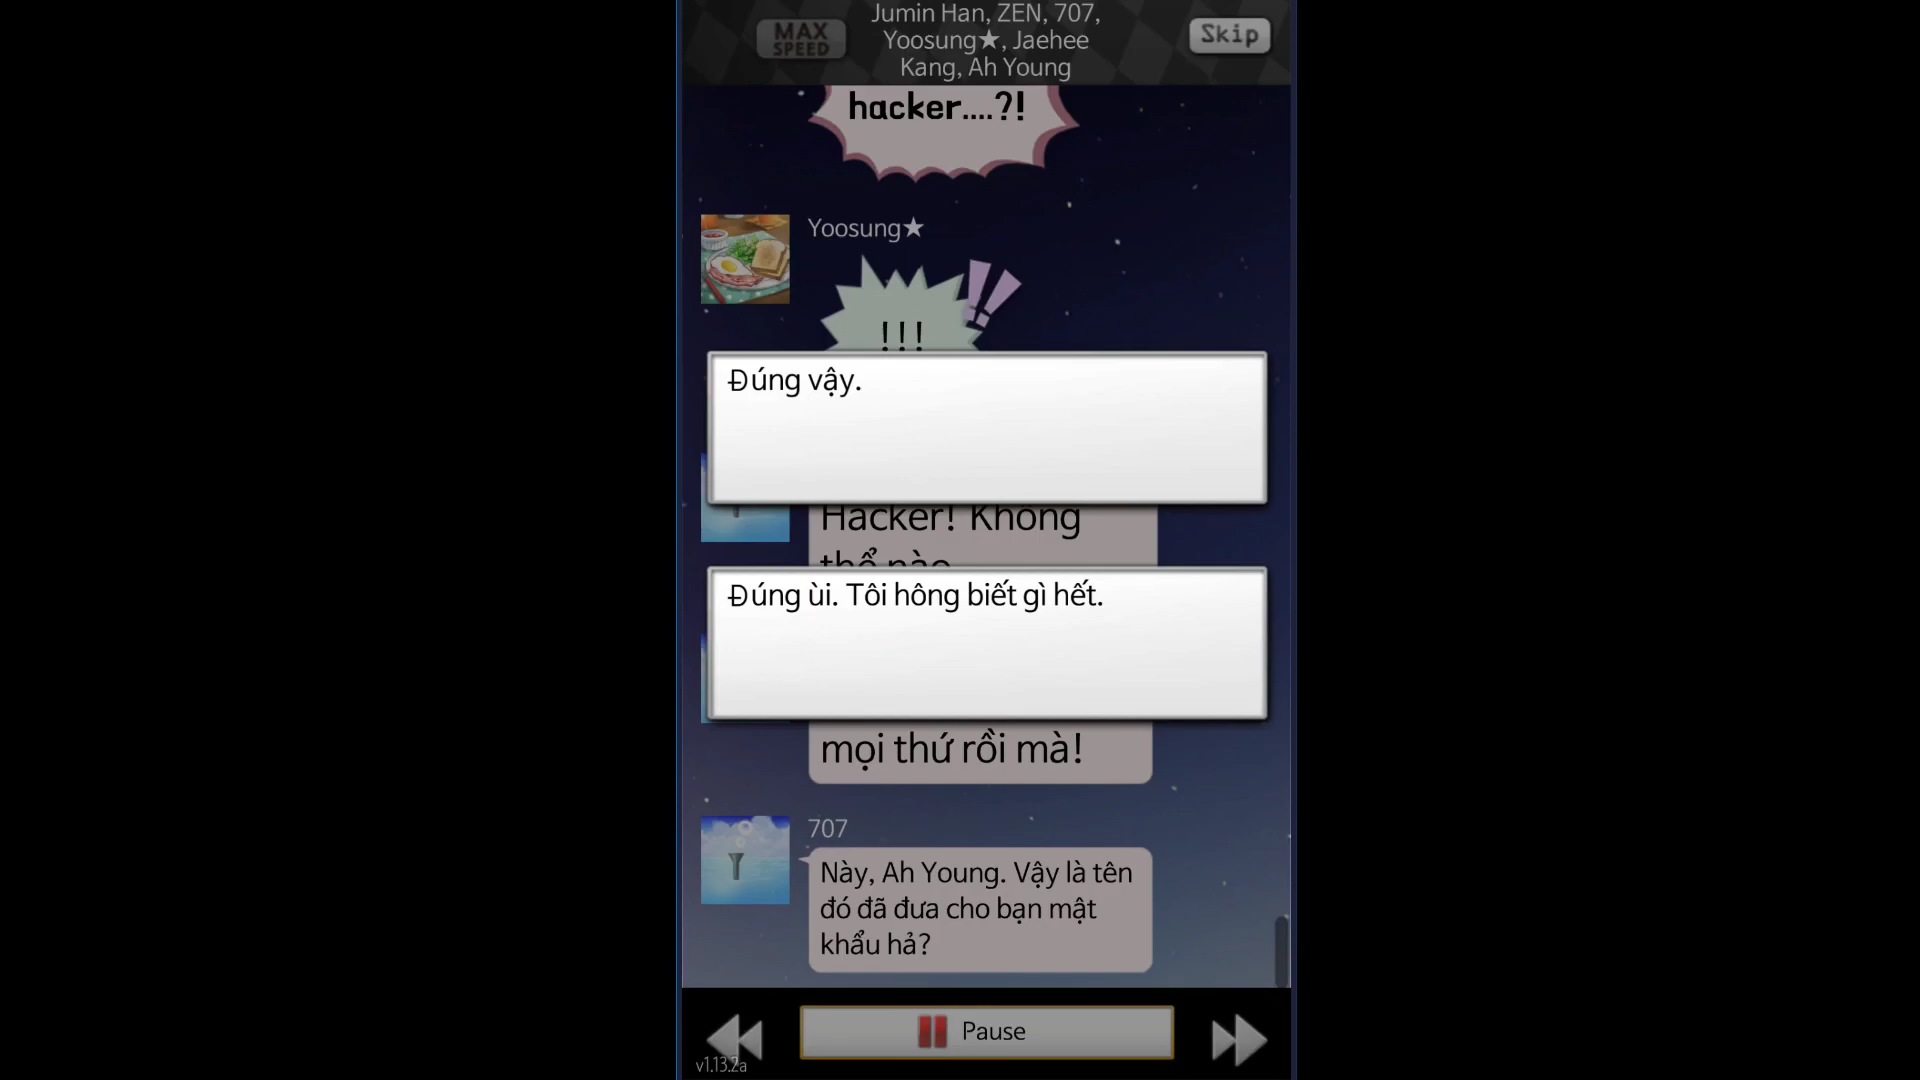 MAX
SPEED
Jumin Han, ZEN, 707,
Yoosung★, Jaehee
Kang, Ah Young
Skip
hacker....?!
Yoosung★
!!!
Đúng vậy.
Hacker! Không
thể nào
Đúng ùi. Tôi hông biết gì hết.
mọi thứ rồi mà!
707
Này, Ah Young. Vậy là tên
đó đã đưa cho bạn mật
khẩu hả?
Pause
v1.13.2a